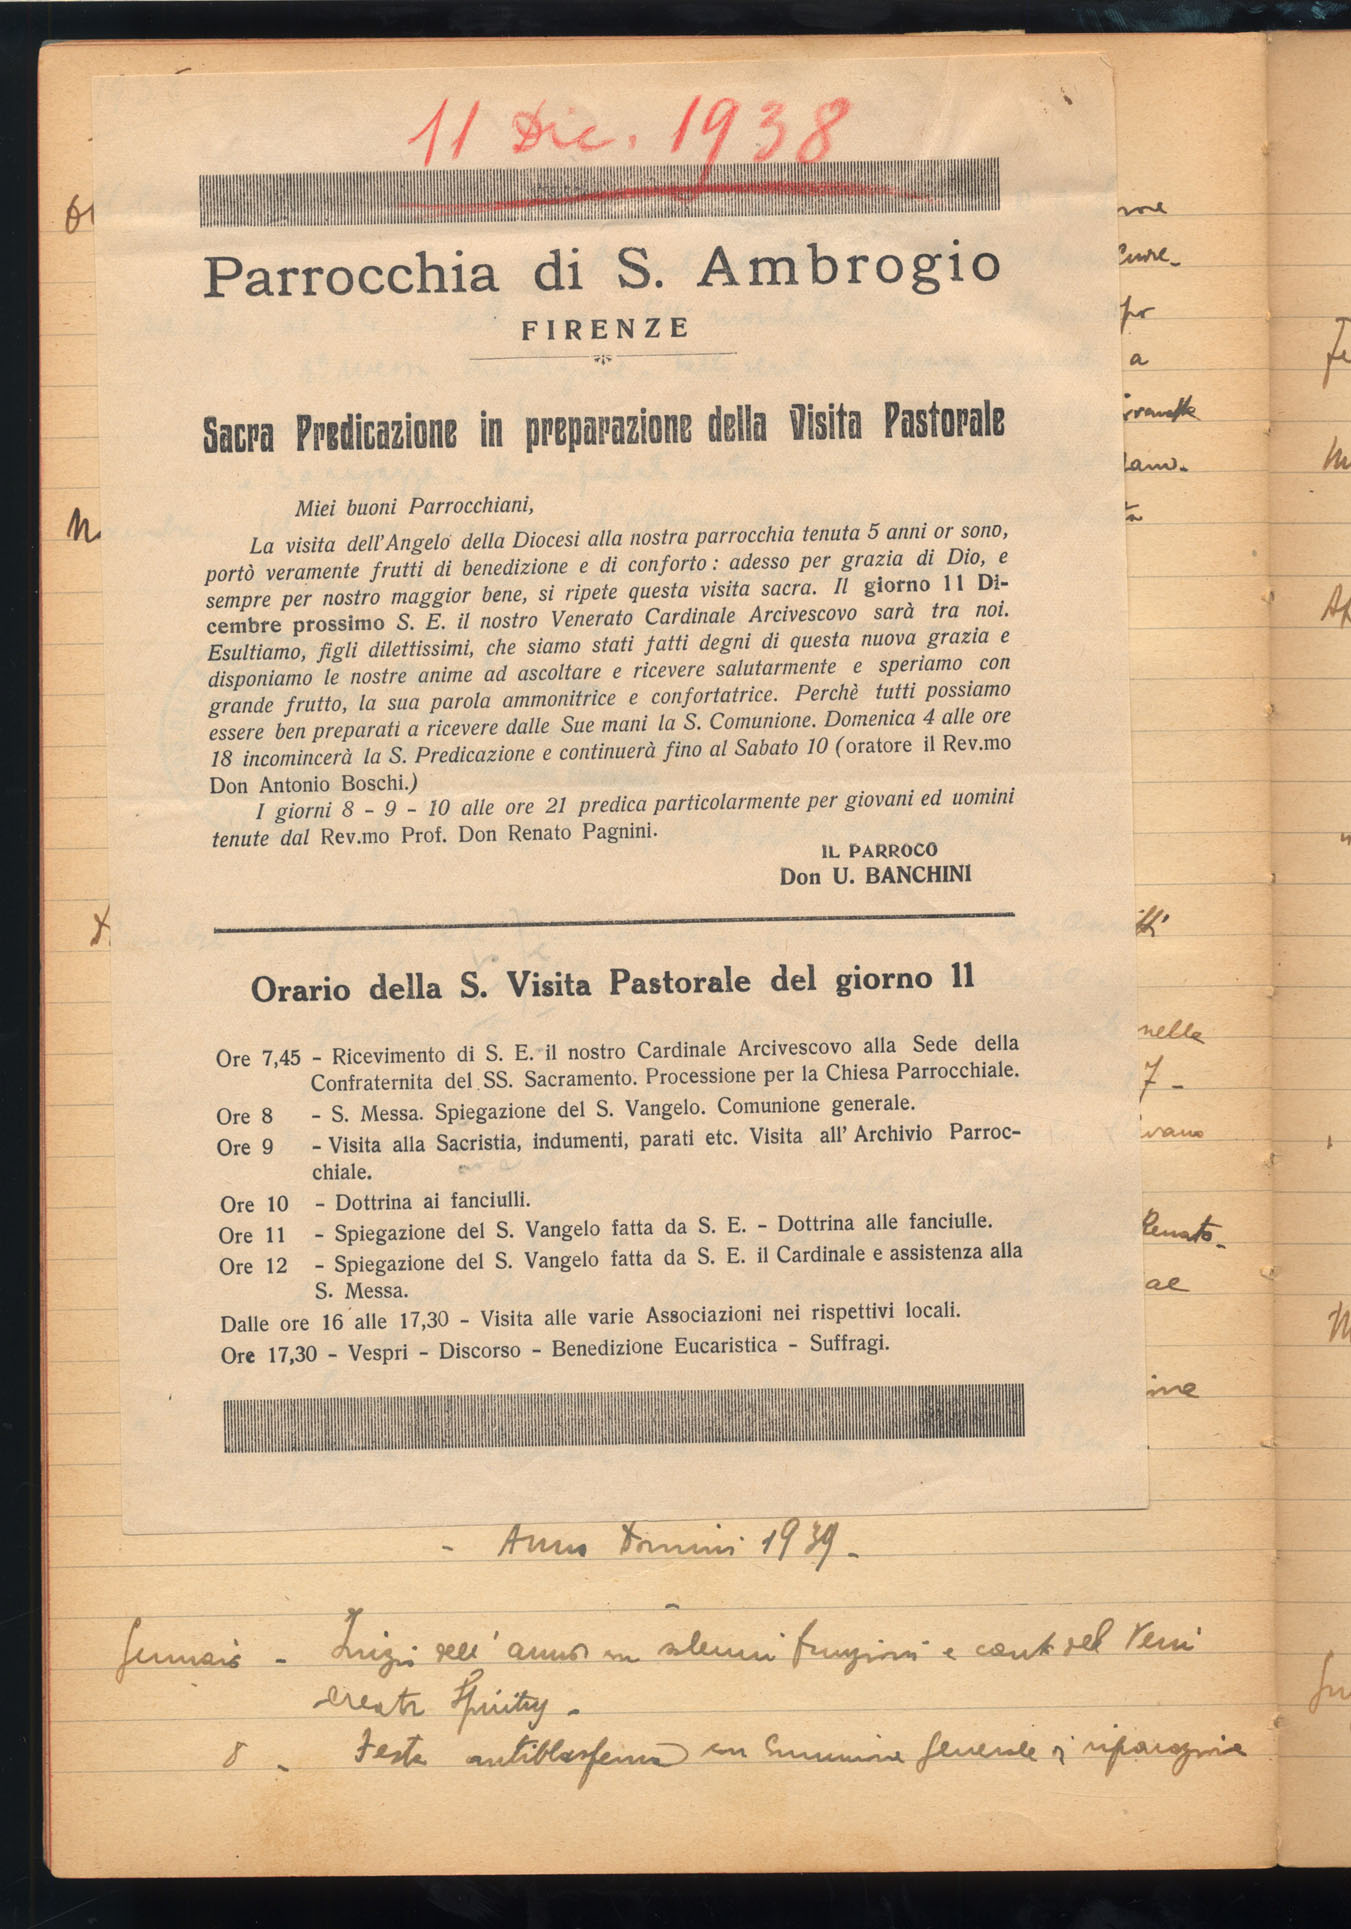 11 Dic. 1938
Parrocchia di S. Ambrogio
FIRENZE
Sacra Predicazione in preparazione della Visita Pastorale
Miei buoni Parrocchiani,
La visita dell'Angelo della Diocesi alla nostra parrocchia tenuta 5 anni or sono,
portò veramente frutti di benedizione e di conforto : adesso per grazia di Dio, e
sempre per nostro maggior bene, si ripete questa visita sacra. Il giorno 11 Di-
cembre prossimo S. E. il nostro Venerato Cardinale Arcivescovo sarà tra noi.
Esultiamo, figli dilettissimi, che siamo stati fatti degni di questa nuova grazia e
disponiamo le nostre anime ad ascoltare e ricevere salutarmente e speriamo con
grande frutto, la sua parola ammonitrice e confortatrice. Perchè tutti possiamo
essere ben preparati a ricevere dalle Sue mani la S. Comunione. Domenica 4 alle ore
18 incomincerà la S. Predicazione e continuerà fino al Sabato 10 (oratore il Rev.mo
Don Antonio Boschi.)
I giorni 8 - 9 - 10 alle ore 21 predica particolarmente per giovani ed uomini
tenute dal Rev.mo Prof. Don Renato Pagnini.
IL PARROCO
Don U. BANCHINI
Orario della S. Visita Pastorale del giorno 11
Ore 7,45 - Ricevimento di S. E. il nostro Cardinale Arcivescovo alla Sede della
Confraternita del SS. Sacramento. Processione per la Chiesa Parrocchiale.
Ore 8 - S. Messa. Spiegazione del S. Vangelo. Comunione generale.
Ore 9 - Visita alla Sacristia, indumenti, parati etc. Visita all' Archivio Parroc-
chiale.
Ore 10 - Dottrina ai fanciulli.
Ore 11 - Spiegazione del S. Vangelo fatta da S. E. - Dottrina alle fanciulle.
Ore 12 - Spiegazione del S. Vangelo fatta da S. E. il Cardinale e assistenza alla
S. Messa.
Dalle ore 16 alle 17,30 - Visita alle varie Associazioni nei rispettivi locali.
Ore 17,30 - Vespri - Discorso - Benedizione Eucaristica - Suffragi.
- Anno Domini 1939 -
Gennaio - Inizio dell' anno con solenni funzioni e canto del Veni
Creator Spiritus -
8 - Festa antiblasfema con Comunione generale di riparazione
nella
7 -
Renato -